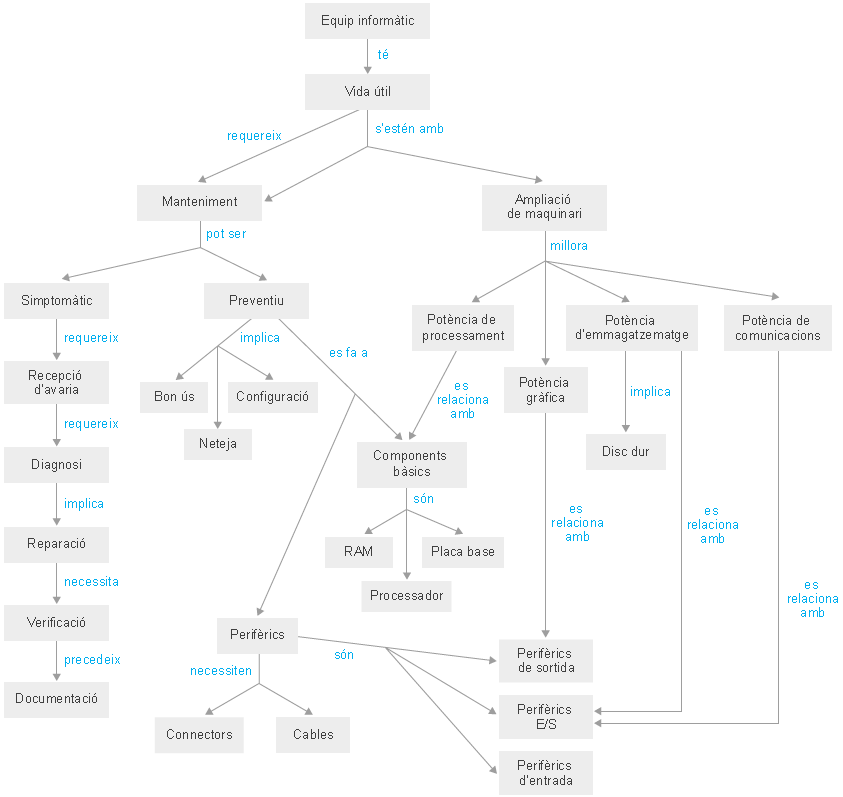 Equip informàtic
té
Vida útil
requereix
s'estén amb
Manteniment
Ampliació
de maquinari
pot ser
millora
Simptomàtic
Preventiu
Potència de
processament
Potència
d'emmagatzematge
Potència de
comunicacions
requereix
implica
es fa a
Recepció
d'avaria
Bon ús
Configuració
Neteja
es
relaciona
amb
Potència
gràfica
implica
requereix
Disc dur
Diagnosi
Components
bàsics
implica
són
es
relaciona
amb
es
relaciona
amb
Reparació
RAM
Placa base
Processador
necessita
es
relaciona
amb
Verificació
Perifèrics
són
precedeix
necessiten
Perifèrics
de sortida
Documentació
Connectors
Cables
Perifèrics
E/S
Perifèrics
d'entrada